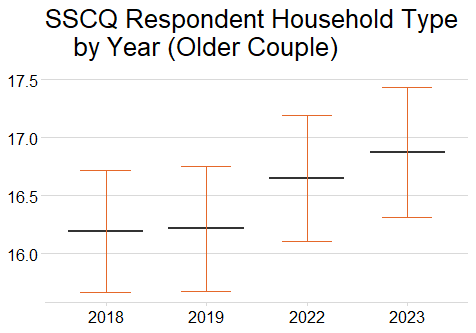 SSCQ Respondent Household Type
by Year (Older Couple)
17.5
17.0
16.5
16.0
2018 2019 2022 2023